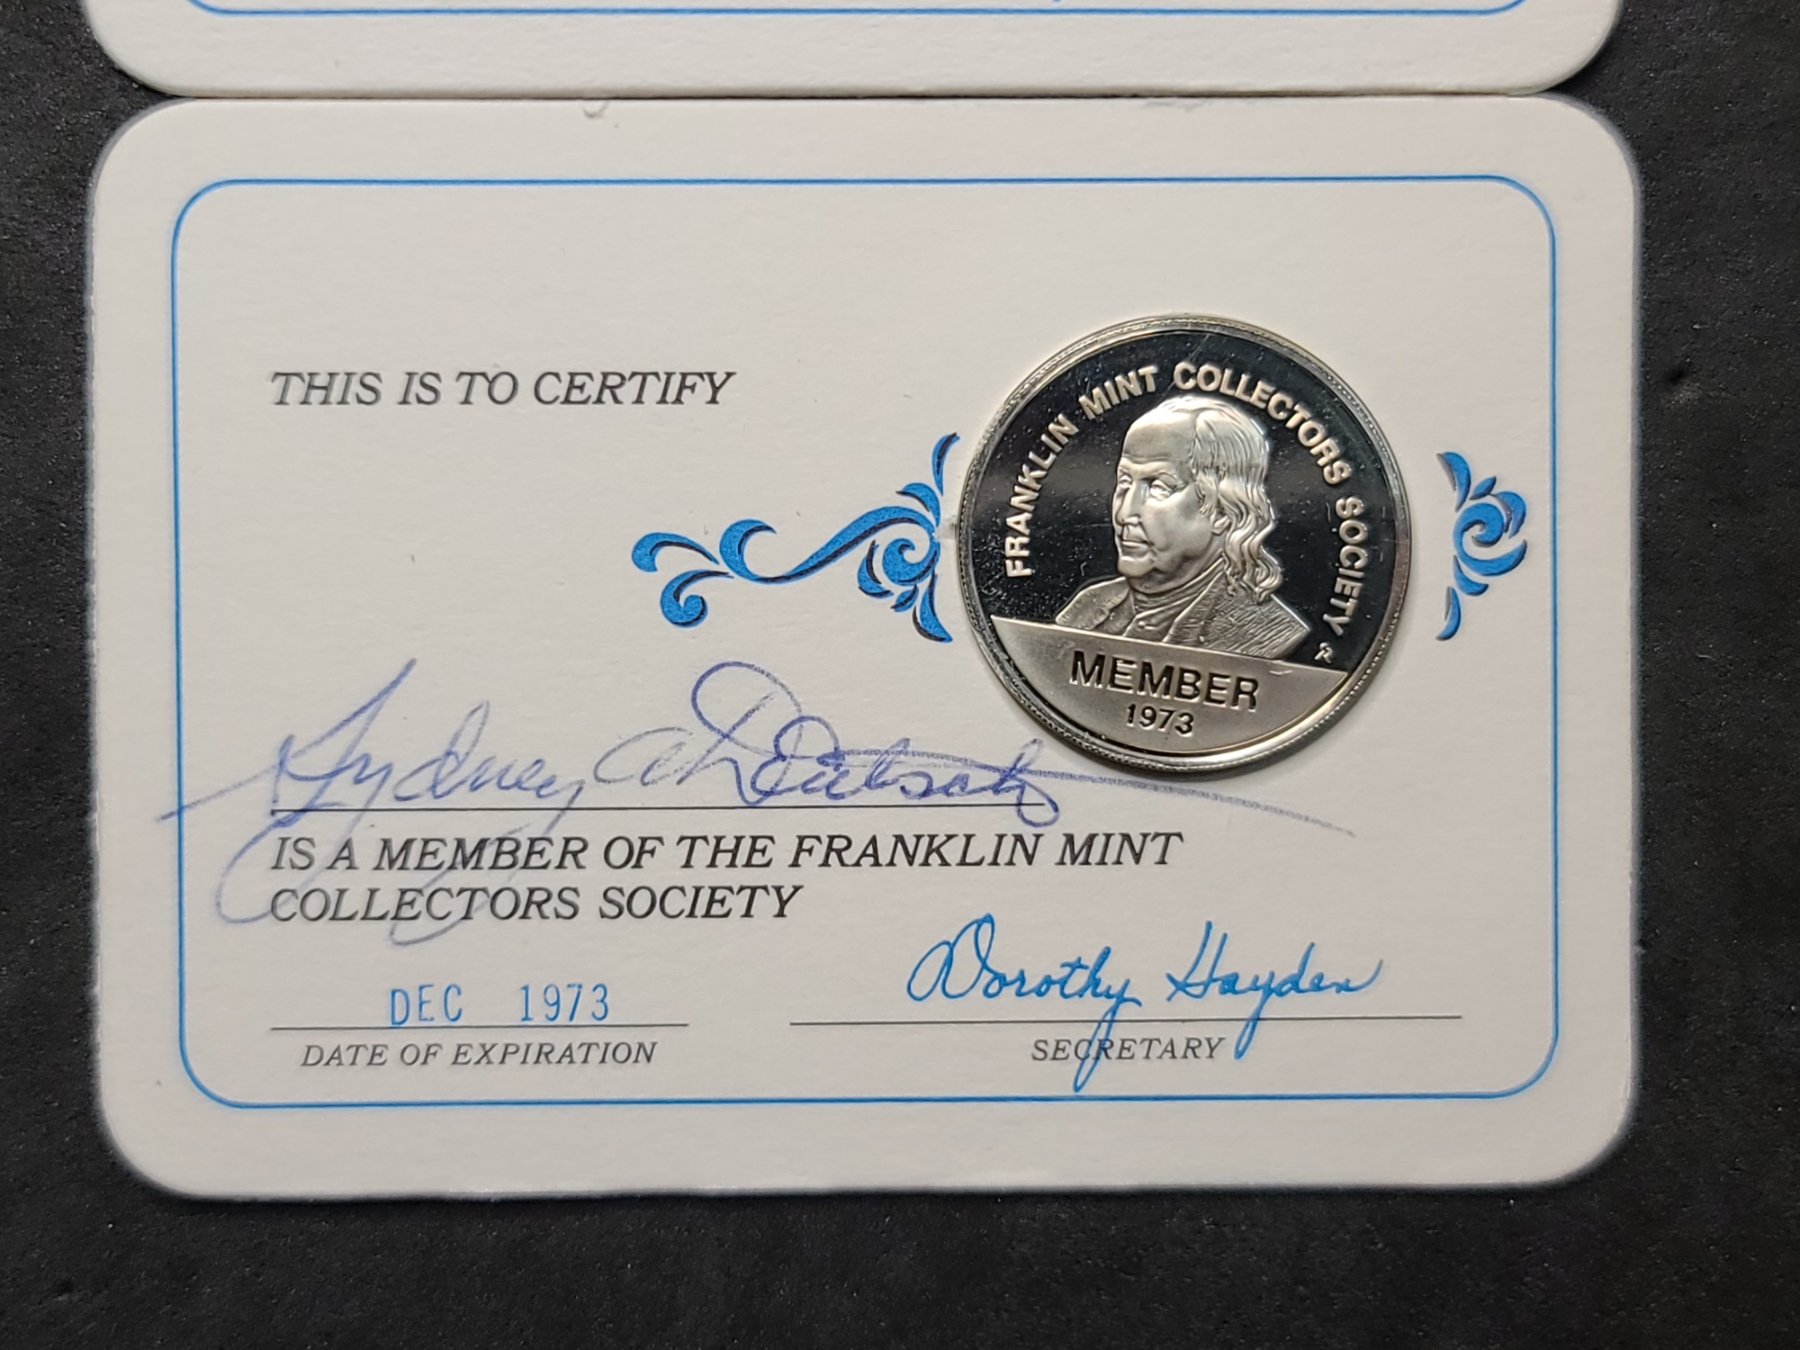 THIS IS TO CERTIFY
FRANKLIN MINT COLLECTORS SOCIETY
MEMBER
1973
Sydney
IS A MEMBER OF THE FRANKLIN MINT
COLLECTORS SOCIETY
Dorothy Hayden
DEC 1973
DATE OF EXPIRATION
SECRETARY